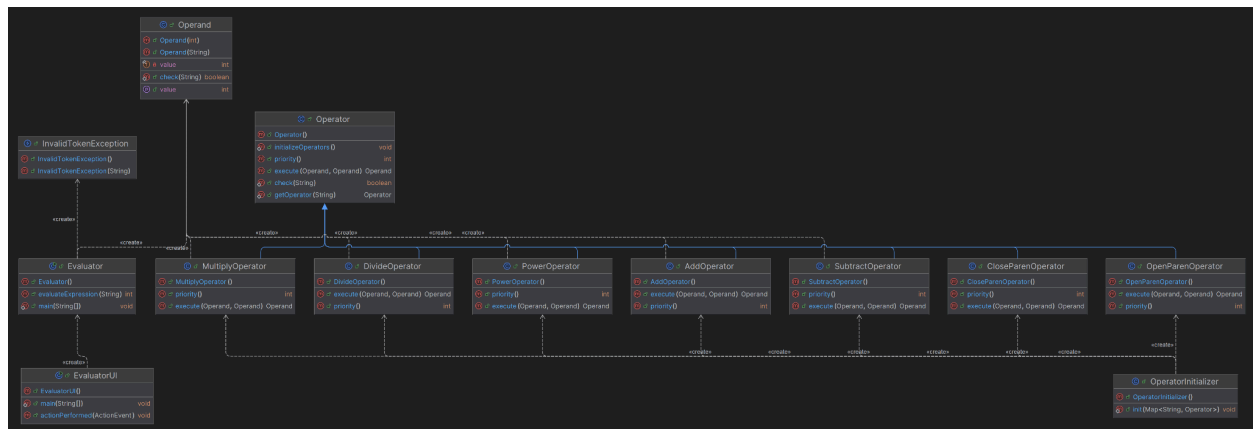 Operand
Operand(int)
Operand(String)
value int
check(String) boolean
value int
Operator
Operator()
initializeOperators() void
priority() int
execute(Operand, Operand) Operand
check(String) boolean
getOperator(String) Operator
InvalidTokenException
InvalidTokenException()
InvalidTokenException(String)
«create»
«create»
«create»
«create»
«create»
«create»
«create»
Evaluator
Evaluator()
evaluateExpression(String) int
main(String[]) void
MultiplyOperator
MultiplyOperator()
priority() int
execute(Operand, Operand) Operand
DivideOperator
DivideOperator()
execute(Operand, Operand) Operand
priority() int
PowerOperator
PowerOperator()
priority() int
execute(Operand, Operand) Operand
AddOperator
AddOperator()
execute(Operand, Operand) Operand
priority() int
SubtractOperator
SubtractOperator()
priority() int
execute(Operand, Operand) Operand
CloseParenOperator
CloseParenOperator()
priority() int
execute(Operand, Operand) Operand
OpenParenOperator
OpenParenOperator()
execute(Operand, Operand) Operand
priority() int
«create»
«create»
«create»
«create»
«create»
«create»
«create»
«create»
EvaluatorUI
EvaluatorUI()
main(String[]) void
actionPerformed(ActionEvent) void
OperatorInitializer
OperatorInitializer()
init(Map<String, Operator>) void